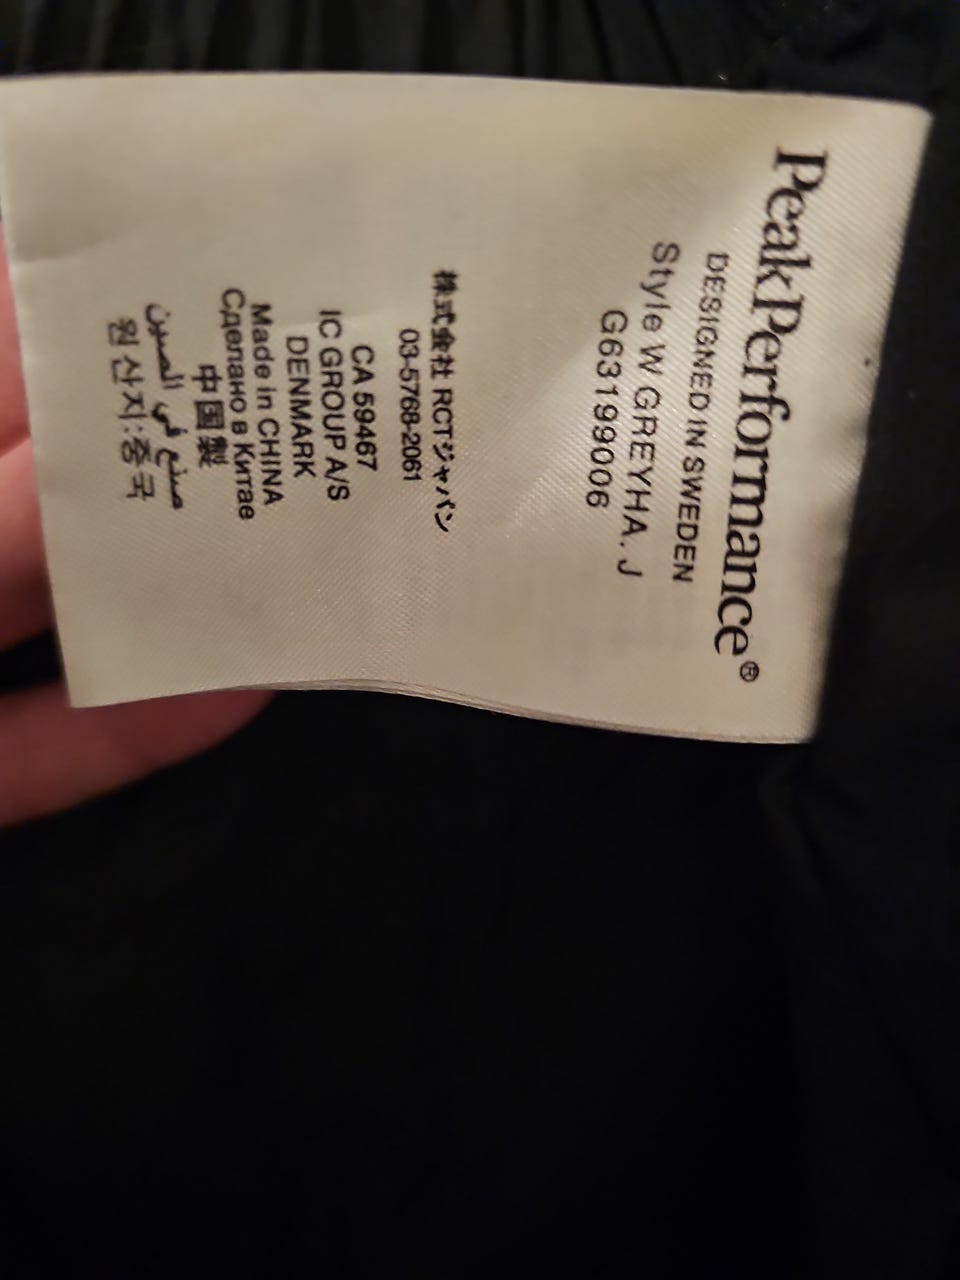 PeakPerformance®
DESIGNED IN SWEDEN
Style W GREYHA. J
G63199006
株式会社 RCTジャパン
03-5768-2061
CA 59467
IC GROUP A/S
DENMARK
Made in CHINA
Сделано в Китае
中国製
صنع في الصين
원산지:중국